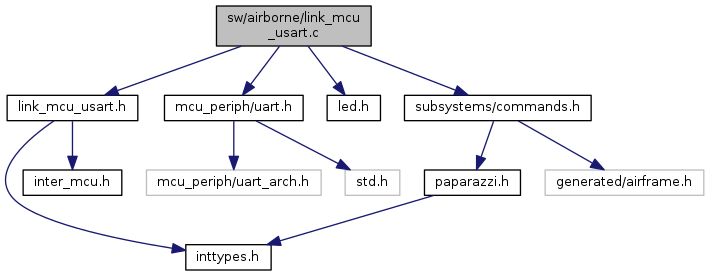 sw/airborne/link_mcu
_usart.c
link_mcu_usart.h
mcu_periph/uart.h
led.h
subsystems/commands.h
inter_mcu.h
mcu_periph/uart_arch.h
std.h
paparazzi.h
generated/airframe.h
inttypes.h